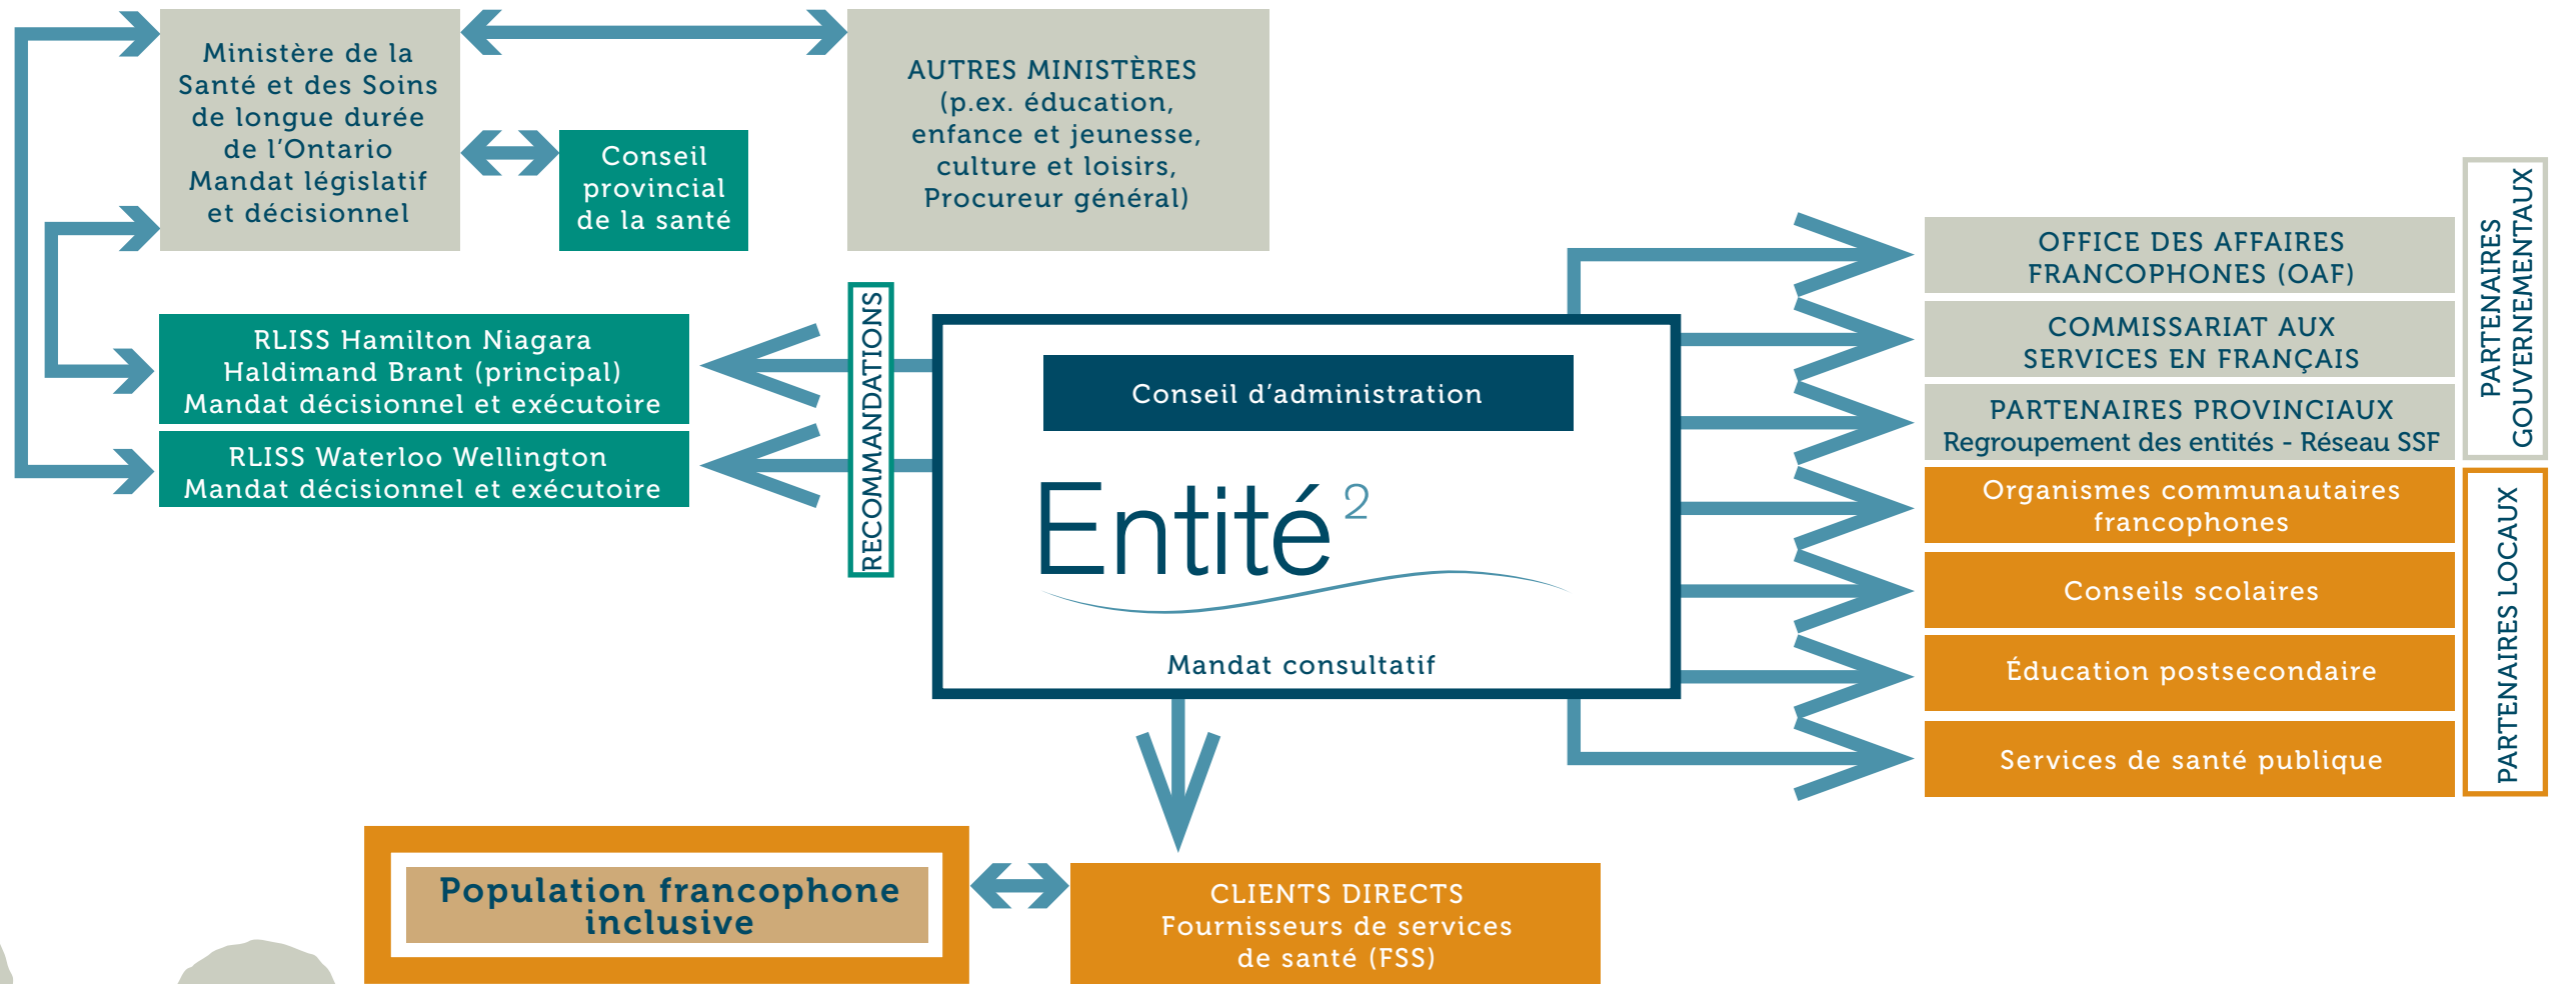 Ministère de la
Santé et des Soins
de longue durée
de l'Ontario
Mandat législatif
et décisionnel
Conseil
provincial
de la santé
AUTRES MINISTÈRES
(p.ex. éducation,
enfance et jeunesse,
culture et loisirs,
Procureur général)
RLISS Hamilton Niagara
Haldimand Brant (principal)
Mandat décisionnel et exécutoire
RLISS Waterloo Wellington
Mandat décisionnel et exécutoire
RECOMMANDATIONS
Conseil d'administration
Entité 2
Mandat consultatif
OFFICE DES AFFAIRES
FRANCOPHONES (OAF)
COMMISSARIAT AUX
SERVICES EN FRANÇAIS
PARTENAIRES PROVINCIAUX
Regroupement des entités - Réseau SSF
PARTENAIRES
GOUVERNEMENTAUX
Organismes communautaires
francophones
Conseils scolaires
Éducation postsecondaire
Services de santé publique
PARTENAIRES LOCAUX
Population francophone
inclusive
CLIENTS DIRECTS
Fournisseurs de services
de santé (FSS)